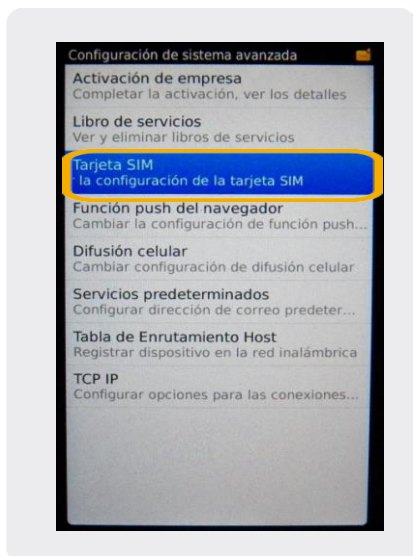 Configuración de sistema avanzada
Activación de empresa
Completar la activación, ver los detalles
Libro de servicios
Ver y eliminar libros de servicios
Tarjeta SIM
la configuración de la tarjeta SIM
Función push del navegador
Cambiar la configuración de función push...
Difusión celular
Cambiar configuración de difusión celular
Servicios predeterminados
Configurar dirección de correo predeter...
Tabla de Enrutamiento Host
Registrar dispositivo en la red inalámbrica
TCP IP
Configurar opciones para las conexiones...